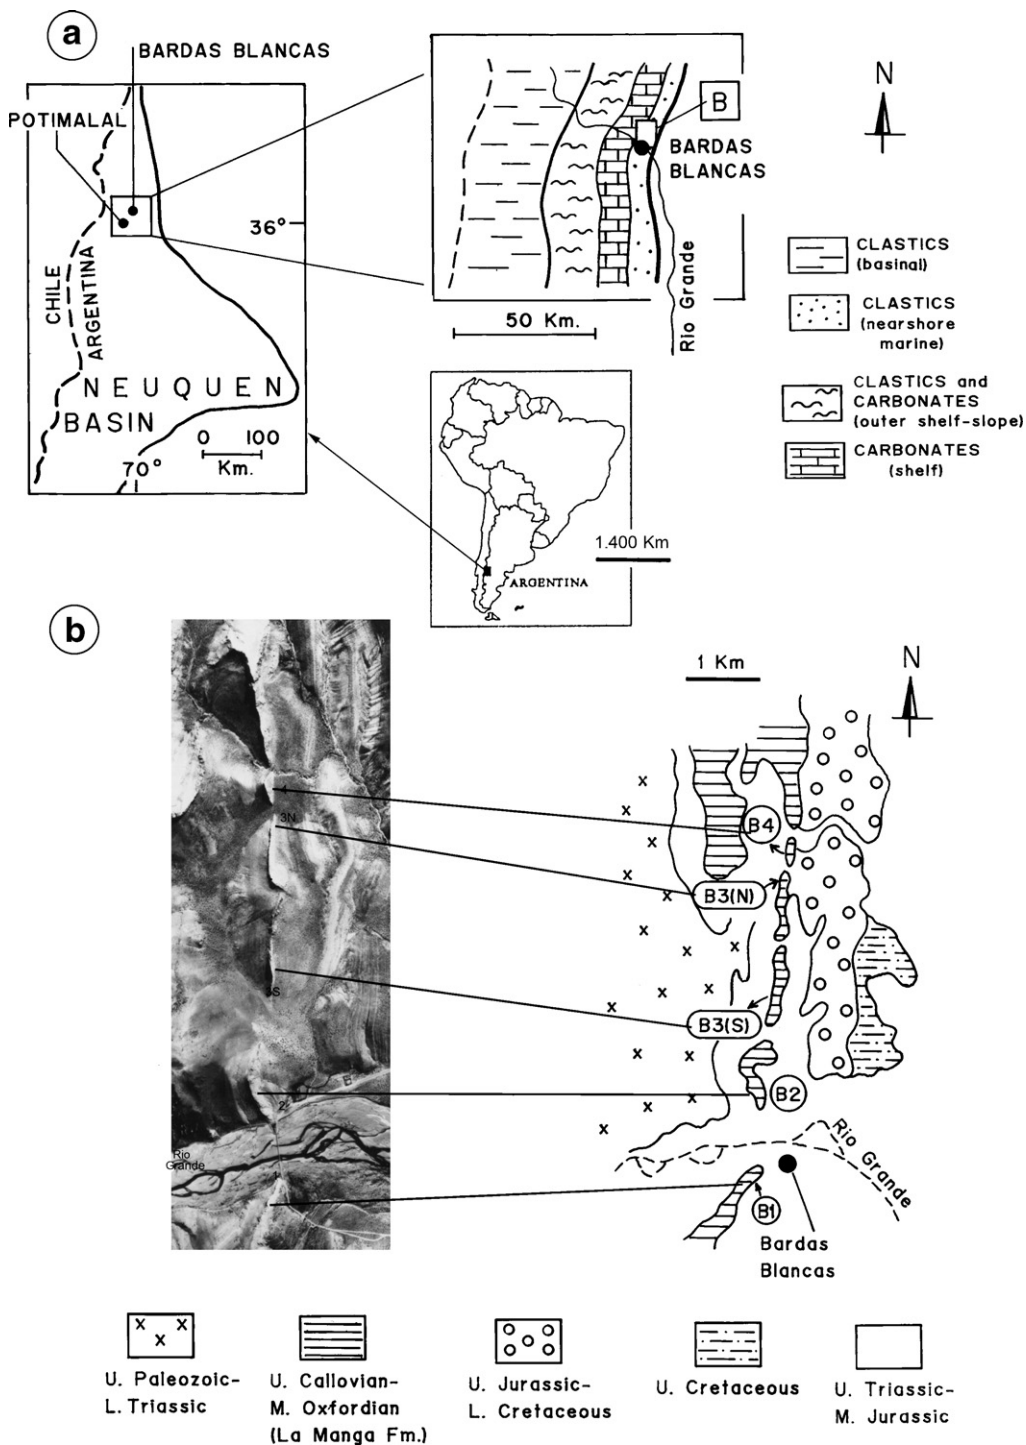 a
BARDAS BLANCAS
POTIMALAL
36°
CHILE
ARGENTINA
NEUQUEN
BASIN
0 100
Km.
70°
B
BARDAS
BLANCAS
Rio Grande
50 Km.
N
CLASTICS
(basinal)
CLASTICS
(nearshore
marine)
CLASTICS and
CARBONATES
(outer shelf-slope)
CARBONATES
(shelf)
1.400 Km
ARGENTINA
b
3N
S
B
2
Rio
Grande
1
1 Km
N
B4
B3(N)
B3(S)
B2
Rio Grande
B1
Bardas
Blancas
U. Paleozoic-
L. Triassic
U. Callovian-
M. Oxfordian
(La Manga Fm.)
U. Jurassic-
L. Cretaceous
U. Cretaceous
U. Triassic-
M. Jurassic